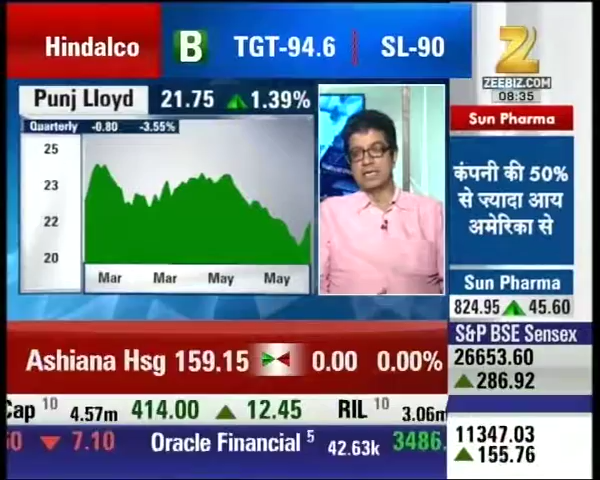 Hindalco
B
TGT-94.6
SL-90
Z
ZEEBIZ.COM
08:35
Punj Lloyd
21.75
1.39%
Quarterly
-0.80
-3.55%
25
23
22
20
Mar
Mar
May
May
Sun Pharma
कंपनी की 50%
से ज्यादा आय
अमेरिका से
Sun Pharma
824.95
45.60
Ashiana Hsg
159.15
0.00
0.00%
S&P BSE Sensex
26653.60
286.92
Cap 10
4.57m
414.00
12.45
RIL 10
3.06m
7.10
Oracle Financial 5
42.63k
3486.
11347.03
155.76